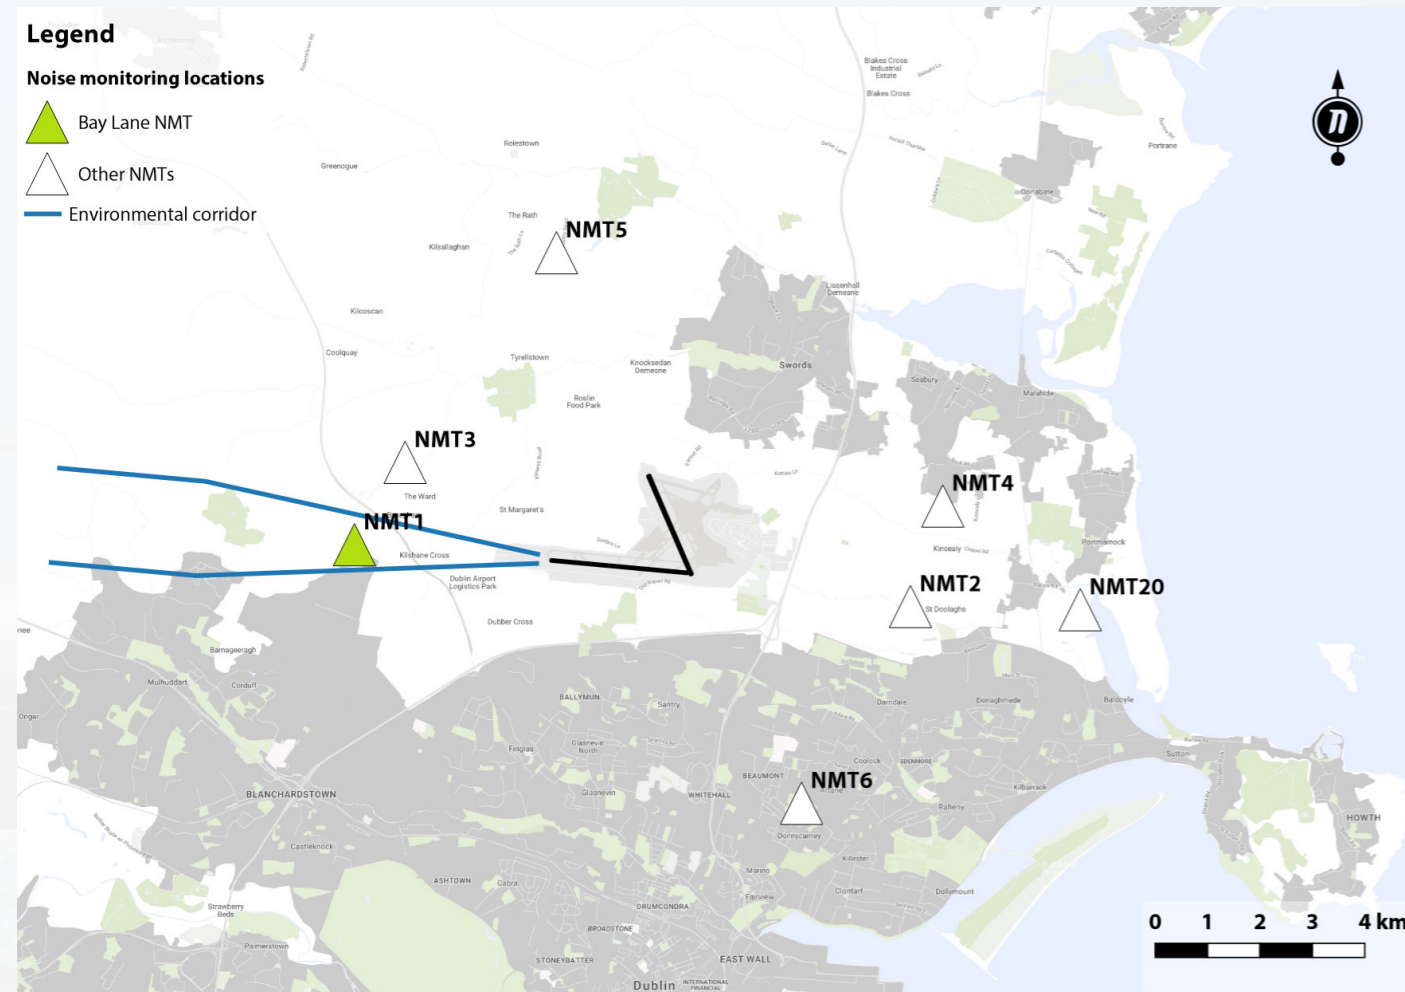 Legend
Noise monitoring locations
Bay Lane NMT
Other NMTs
Environmental corridor
n
Blakes Cross
Industrial
Estate
Blakes Cross
Portrane
Rolestown
Greenogue
Donabate
The Rath
NMT5
Kilsallaghan
Lissenhall
Demesne
Kilcoscan
Coolquay
Tyrellstown
Knocksedan
Demesne
Swords
Seabury
Malahide
Roslin
Food Park
NMT3
The Ward
St Margaret's
NMT4
NMT1
Kilshane Cross
Kinsealy
Portmarnock
Dublin Airport
Logistics Park
NMT2
NMT20
St Doolaghs
Dubber Cross
Barnageeragh
Mulhuddart
Corduff
BALLYMUN
Santry
Darndale
Donaghmede
Baldoyle
Ongar
Finglas
Glasnevin
North
Sutton
BEAUMONT
Coolock
EDENMORE
NMT6
Artane
Kilbarrack
BLANCHARDSTOWN
Glasnevin
WHITEHALL
Raheny
HOWTH
Donnycarney
Castleknock
Killester
Marino
ASHTOWN
Cabra
Clontarf
Dollymount
Fairview
Strawberry
Beds
DRUMCONDRA
BROADSTONE
0 1 2 3 4 km
Palmerstown
STONEYBATTER
EAST WALL
Dublin
INTERNATIONAL
FINANCIAL